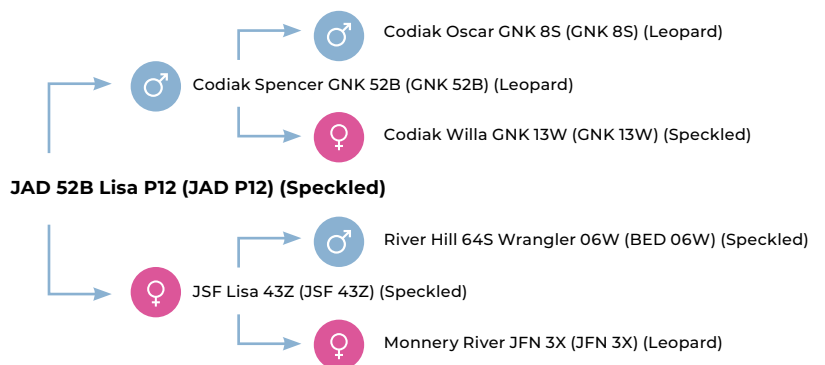 Codiak Oscar GNK 8S (GNK 8S) (Leopard)
Codiak Spencer GNK 52B (GNK 52B) (Leopard)
Codiak Willa GNK 13W (GNK 13W) (Speckled)
JAD 52B Lisa P12 (JAD P12) (Speckled)
River Hill 64S Wrangler 06W (BED 06W) (Speckled)
JSF Lisa 43Z (JSF 43Z) (Speckled)
Monnery River JFN 3X (JFN 3X) (Leopard)